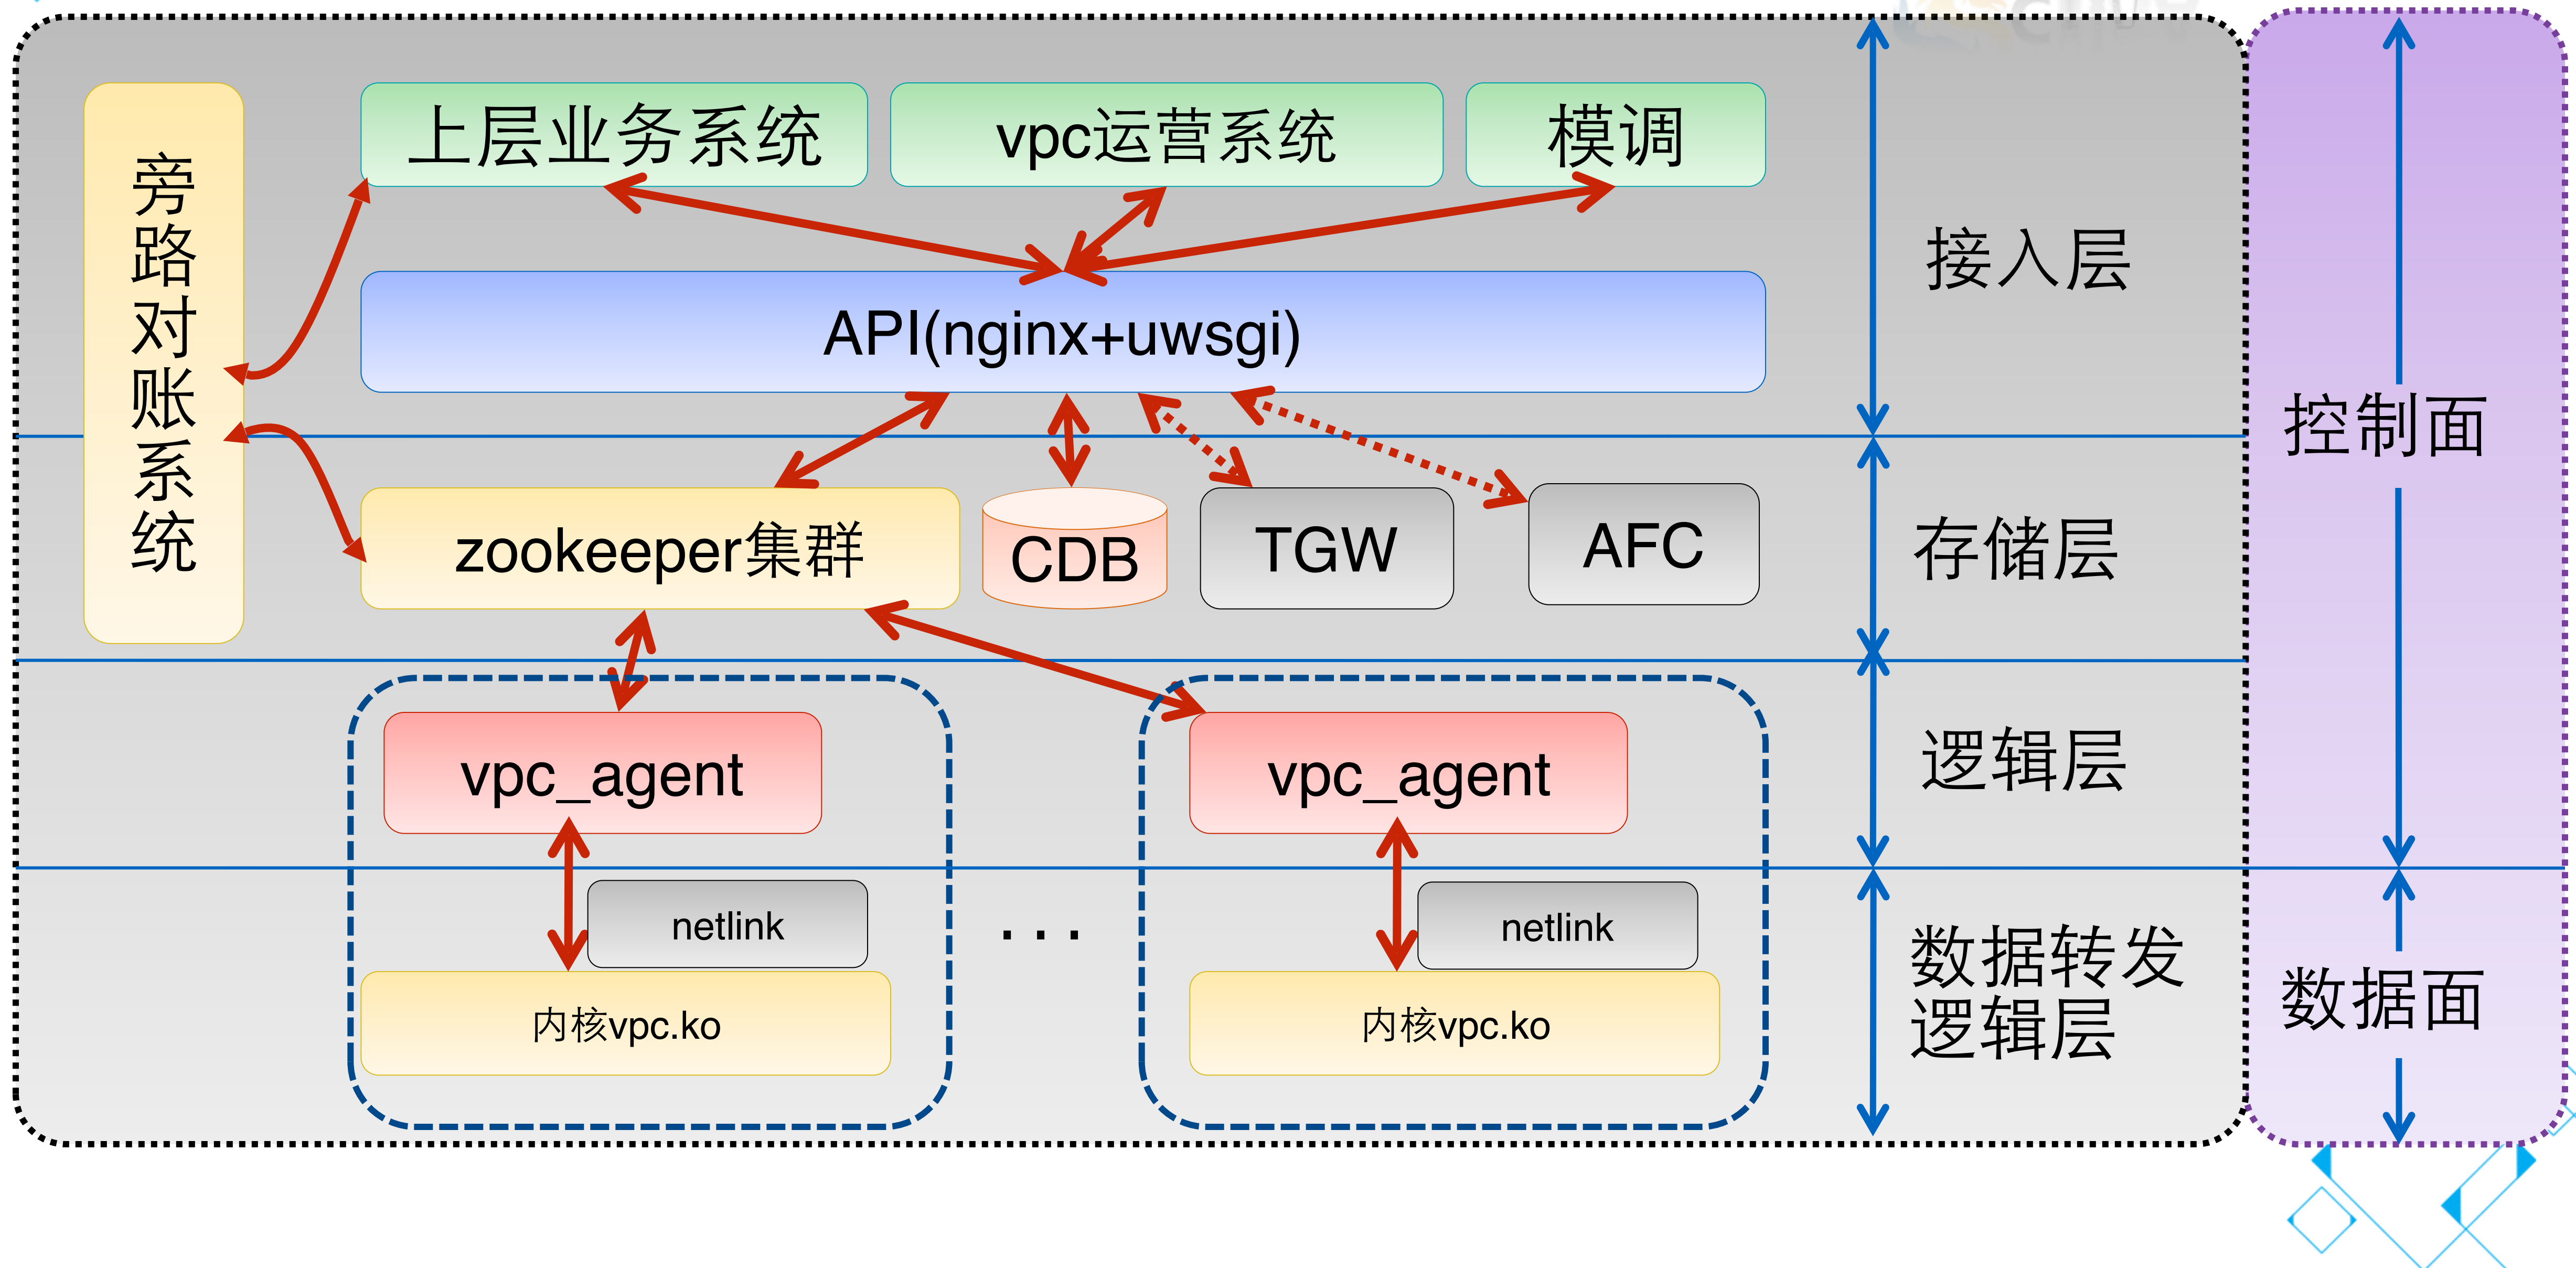 旁路对账系统
上层业务系统
vpc运营系统
模调
API(nginx+uwsgi)
接入层
控制面
zookeeper集群
CDB
TGW
AFC
存储层
vpc_agent
vpc_agent
逻辑层
netlink
...
netlink
内核vpc.ko
内核vpc.ko
数据转发
逻辑层
数据面